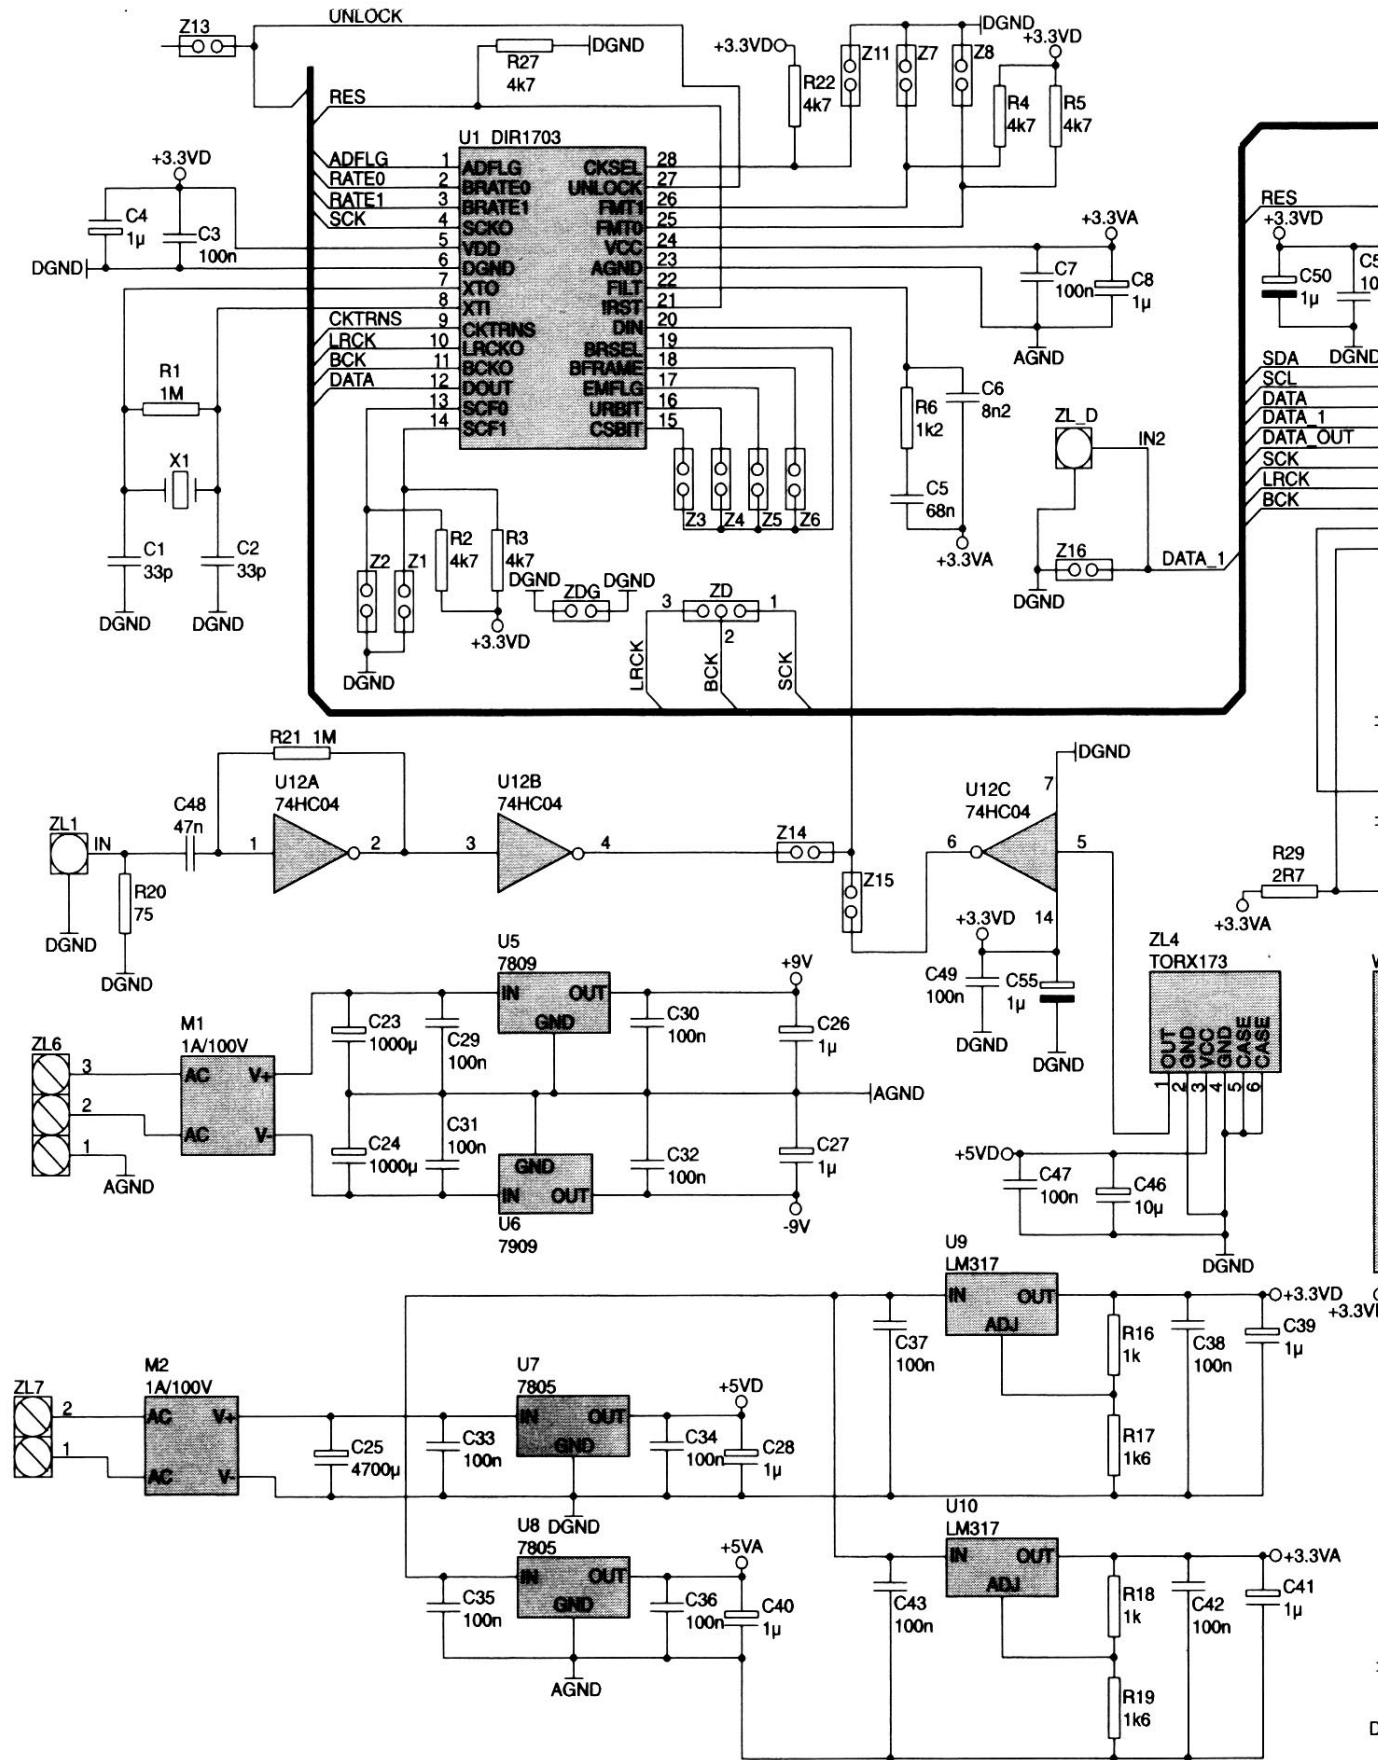 UNLOCK
Z13
DGND
R27
4k7
RES
+3.3VD
R22
4k7
Z11
Z7
Z8
DGND
+3.3VD
R4
4k7
R5
4k7
U1 DIR1703
ADFLG 1 ADFLG CKSEL 28
RATE0 2 BRATE0 UNLOCK 27
RATE1 3 BRATE1 FMT1 26
SCK 4 SCKO FMT0 25
5 VDD VCC 24
6 DGND AGND 23
7 XTO FILT 22
8 XTI IRST 21
CKTRNS 9 CKTRNS DIN 20
LRCK 10 LRCKO BRSEL 19
BCK 11 BCKO BFRAME 18
DATA 12 DOUT EMFLG 17
13 SCF0 URBIT 16
14 SCF1 CSBIT 15
+3.3VD
C4
1µ
C3
100n
DGND
R1
1M
X1
C1
33p
C2
33p
DGND
DGND
+3.3VA
C7
100n
C8
1µ
AGND
R6
1k2
C6
8n2
C5
68n
+3.3VA
Z3
Z4
Z5
Z6
R2
4k7
R3
4k7
Z2
Z1
+3.3VD
DGND
DGND
ZDG
DGND
3 ZD 1
2
LRCK
BCK
SCK
ZL_D
IN2
Z16
DGND
DATA_1
RES
+3.3VD
C50
1µ
C5
10
DGND
SDA
SCL
DATA
DATA_1
DATA_OUT
SCK
LRCK
BCK
R21 1M
U12A
74HC04
U12B
74HC04
C48
47n
ZL1
IN
1
2
3
4
R20
75
DGND
DGND
Z14
Z15
U12C
74HC04
7
DGND
6
5
14
+3.3VD
C49
100n
C55
1µ
DGND
DGND
R29
2R7
+3.3VA
ZL4
TORX173
OUT
GND
VCC
GND
CASE
CASE
1
2
3
4
5
6
+5VD
C47
100n
C46
10µ
DGND
U5
7809
IN OUT
GND
+9V
M1
1A/100V
AC V+
AC V-
ZL6
3
2
1
AGND
C23
1000µ
C29
100n
C30
100n
C26
1µ
AGND
C24
1000µ
C31
100n
C32
100n
C27
1µ
GND
IN OUT
U6
7909
-9V
U9
LM317
IN OUT
ADJ
C37
100n
R16
1k
C38
100n
C39
1µ
+3.3VD
R17
1k6
M2
1A/100V
AC V+
AC V-
ZL7
2
1
C25
4700µ
C33
100n
U7
7805
IN OUT
GND
C34
100n
+5VD
C28
1µ
DGND
U8
7805
IN OUT
GND
C35
100n
C36
100n
+5VA
C40
1µ
AGND
U10
LM317
IN OUT
ADJ
C43
100n
R18
1k
C42
100n
C41
1µ
+3.3VA
R19
1k6